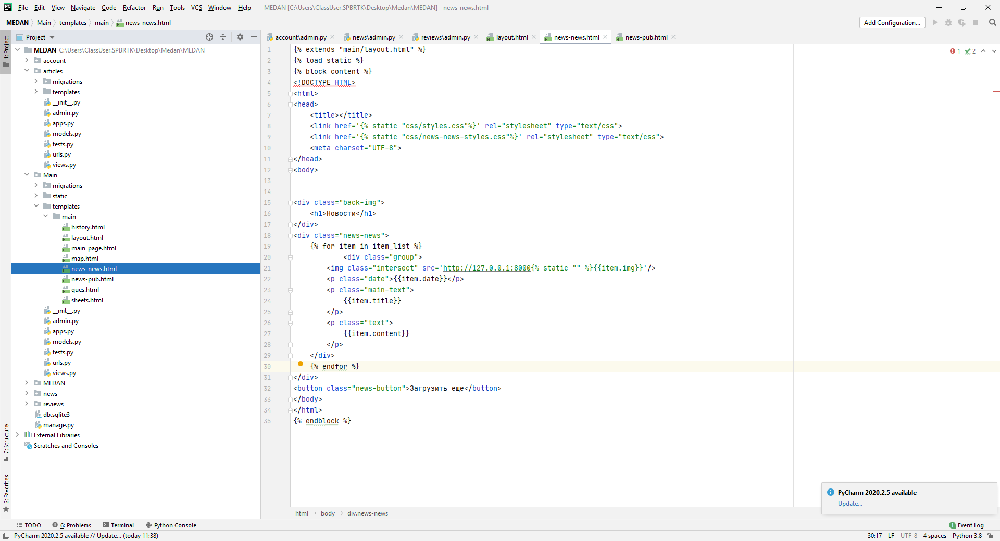 File Edit View Navigate Code Refactor Run Tools VCS Window Help MEDAN [C:\Users\ClassUser.SPBRTK\Desktop\Medan\MEDAN] - news-news.html
MEDAN Main templates main news-news.html Add Configuration...
1: Project
7: Structure
2: Favorites
Project
MEDAN C:\Users\ClassUser.SPBRTK\Desktop\Medan\MEDAN
account
articles
migrations
templates
__init__.py
admin.py
apps.py
models.py
tests.py
urls.py
views.py
Main
migrations
static
templates
main
history.html
layout.html
main_page.html
map.html
news-news.html
news-pub.html
ques.html
sheets.html
__init__.py
admin.py
apps.py
models.py
tests.py
urls.py
views.py
MEDAN
news
reviews
db.sqlite3
manage.py
External Libraries
Scratches and Consoles
account\admin.py news\admin.py reviews\admin.py layout.html news-news.html news-pub.html
1 2
1 {% extends "main/layout.html" %}
2 {% load static %}
3 {% block content %}
4 <!DOCTYPE HTML>
5 <html>
6 <head>
7 <title></title>
8 <link href='{% static "css/styles.css"%}' rel="stylesheet" type="text/css">
9 <link href='{% static "css/news-news-styles.css"%}' rel="stylesheet" type="text/css">
10 <meta charset="UTF-8">
11 </head>
12 <body>
13
14
15 <div class="back-img">
16 <h1>Новости</h1>
17 </div>
18 <div class="news-news">
19 {% for item in item_list %}
20 <div class="group">
21 <img class="intersect" src='http://127.0.0.1:8000{% static "" %}{{item.img}}'/>
22 <p class="date">{{item.date}}</p>
23 <p class="main-text">
24 {{item.title}}
25 </p>
26 <p class="text">
27 {{item.content}}
28 </p>
29 </div>
30 {% endfor %}
31 </div>
32 <button class="news-button">Загрузить еще</button>
33 </body>
34 </html>
35 {% endblock %}
PyCharm 2020.2.5 available
Update...
html body div.news-news
TODO 6: Problems Terminal Python Console 1 Event Log
PyCharm 2020.2.5 available // Update... (today 11:38) 30:17 LF UTF-8 4 spaces Python 3.8